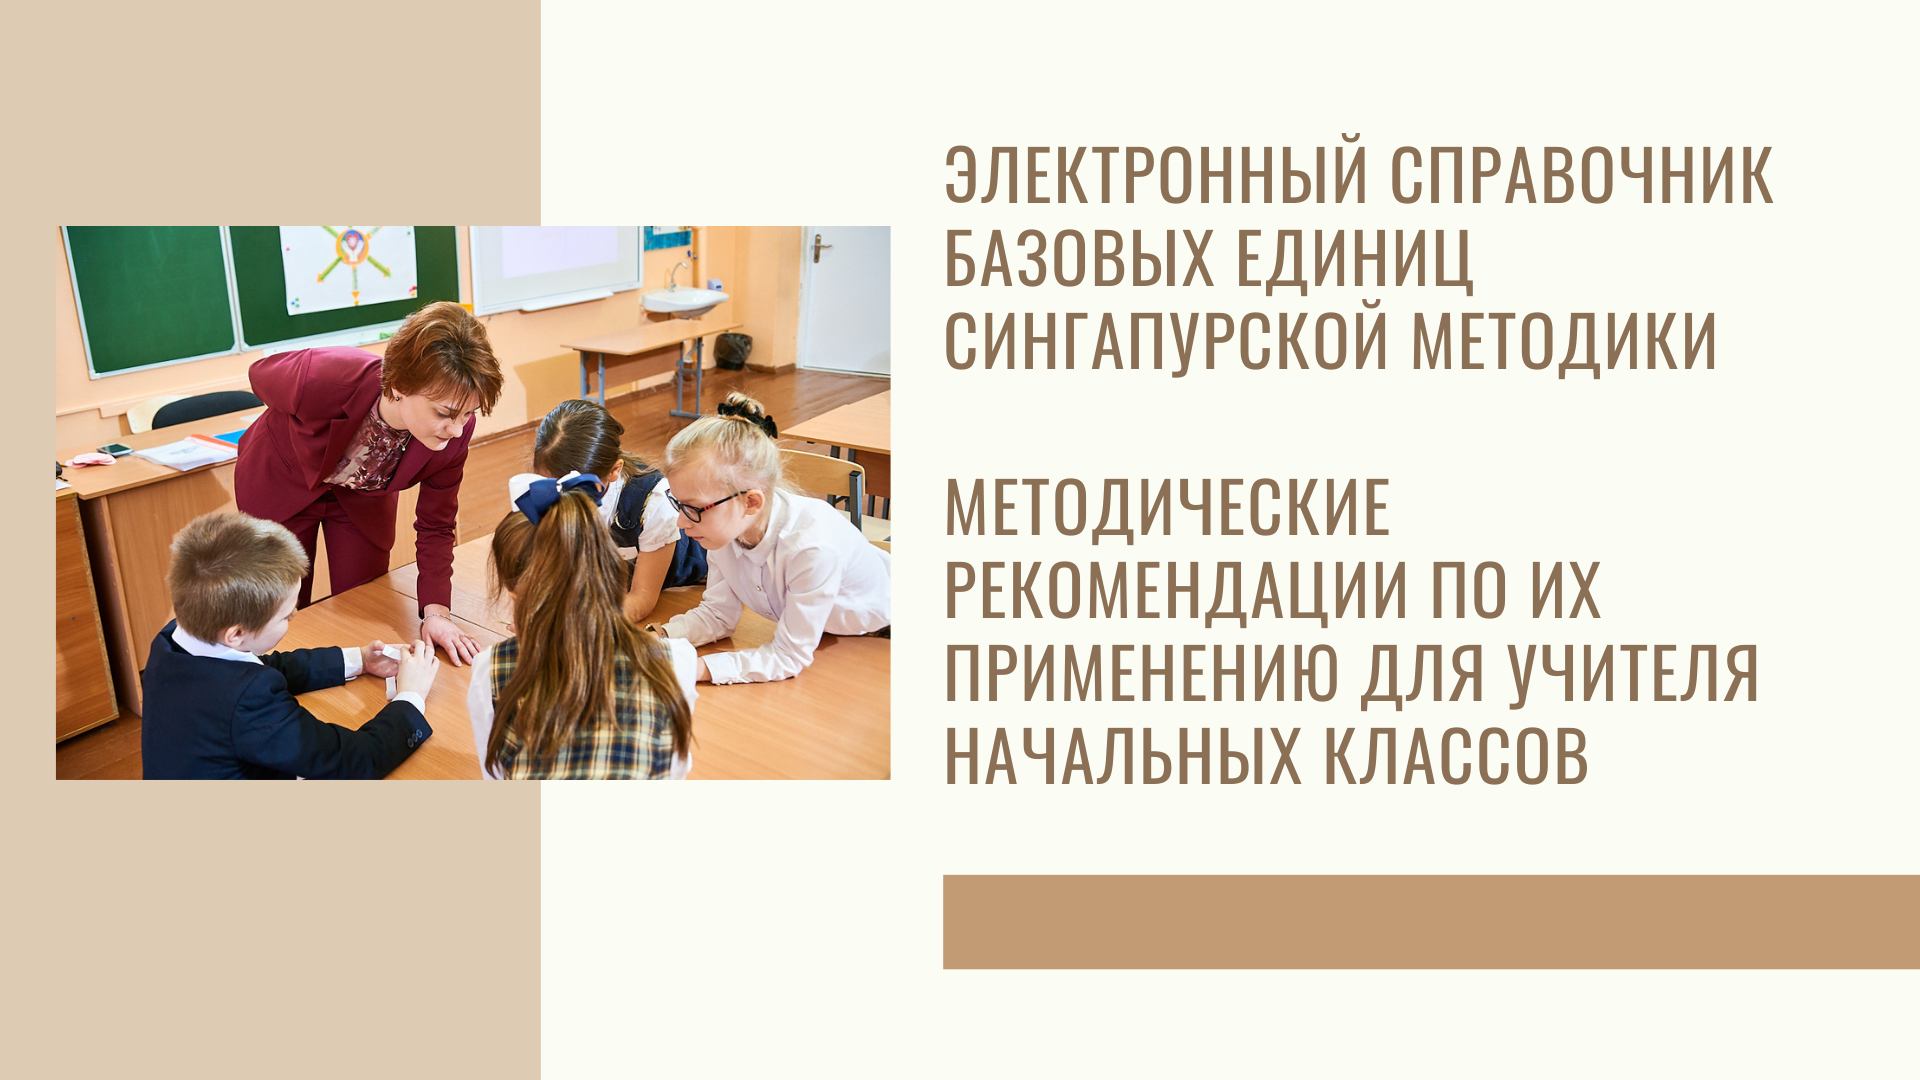 ЭЛЕКТРОННЫЙ СПРАВОЧНИК
БАЗОВЫХ ЕДИНИЦ
СИНГАПУРСКОЙ МЕТОДИКИ
МЕТОДИЧЕСКИЕ
РЕКОМЕНДАЦИИ ПО ИХ
ПРИМЕНЕНИЮ ДЛЯ УЧИТЕЛЯ
НАЧАЛЬНЫХ КЛАССОВ